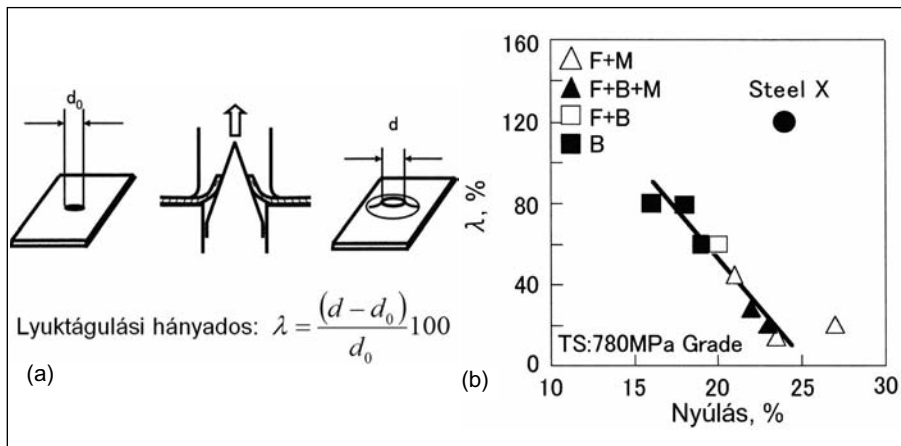 d₀
d
Lyuktágulási hányados: λ = (d − d₀) / d₀ 100
(a)
160
120
80
40
0
λ, %
△ F+M
▲ F+B+M
□ F+B
■ B
Steel X
TS:780MPa Grade
10 15 20 25 30
Nyúlás, %
(b)